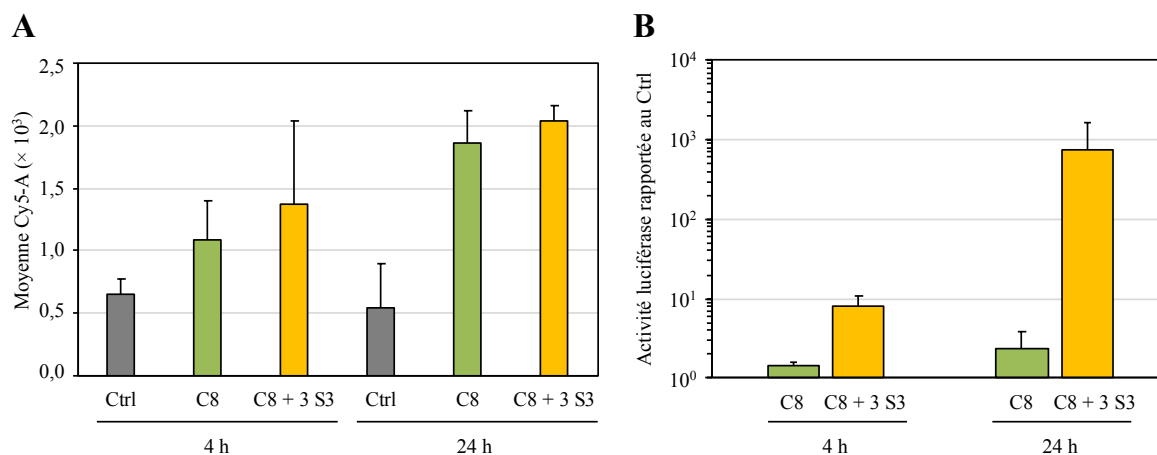 A
Moyenne Cy5-A (× 10³)
2,5
2,0
1,5
1,0
0,5
0,0
Ctrl C8 C8 + 3 S3 Ctrl C8 C8 + 3 S3
4 h 24 h
B
Activité luciférase rapportée au Ctrl
10⁴
10³
10²
10¹
10⁰
C8 C8 + 3 S3 C8 C8 + 3 S3
4 h 24 h